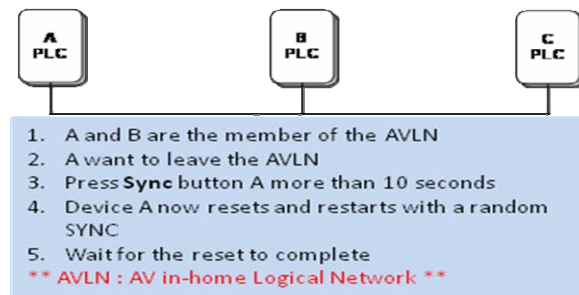 A
PLC
B
PLC
C
PLC
1. A and B are the member of the AVLN
2. A want to leave the AVLN
3. Press Sync button A more than 10 seconds
4. Device A now resets and restarts with a random
SYNC
5. Wait for the reset to complete
** AVLN : AV in-home Logical Network **